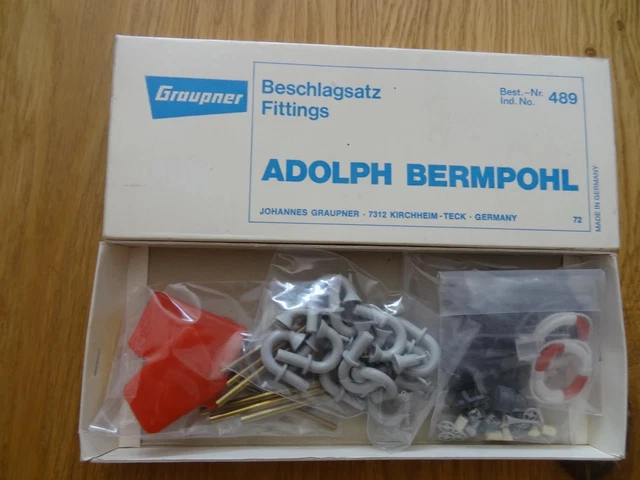 Graupner
Beschlagsatz
Fittings
Best.-Nr.
Ind. No. 489
ADOLPH BERMPOHL
JOHANNES GRAUPNER · 7312 KIRCHHEIM-TECK · GERMANY
72
MADE IN GERMANY